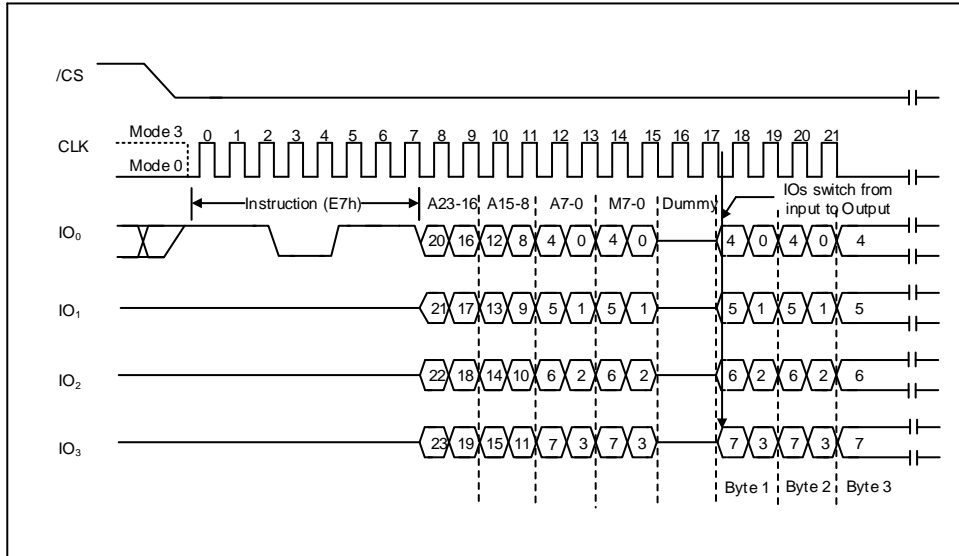 /CS
Mode 3
0 1 2 3 4 5 6 7 8 9 10 11 12 13 14 15 16 17 18 19 20 21
CLK
Mode 0
Instruction (E7h) A23-16 A15-8 A7-0 M7-0 Dummy
IOs switch from
input to Output
IO₀ 20 16 12 8 4 0 4 0 4 0 4 0 4
IO₁ 21 17 13 9 5 1 5 1 5 1 5 1 5
IO₂ 22 18 14 10 6 2 6 2 6 2 6 2 6
IO₃ 23 19 15 11 7 3 7 3 7 3 7 3 7
Byte 1 Byte 2 Byte 3